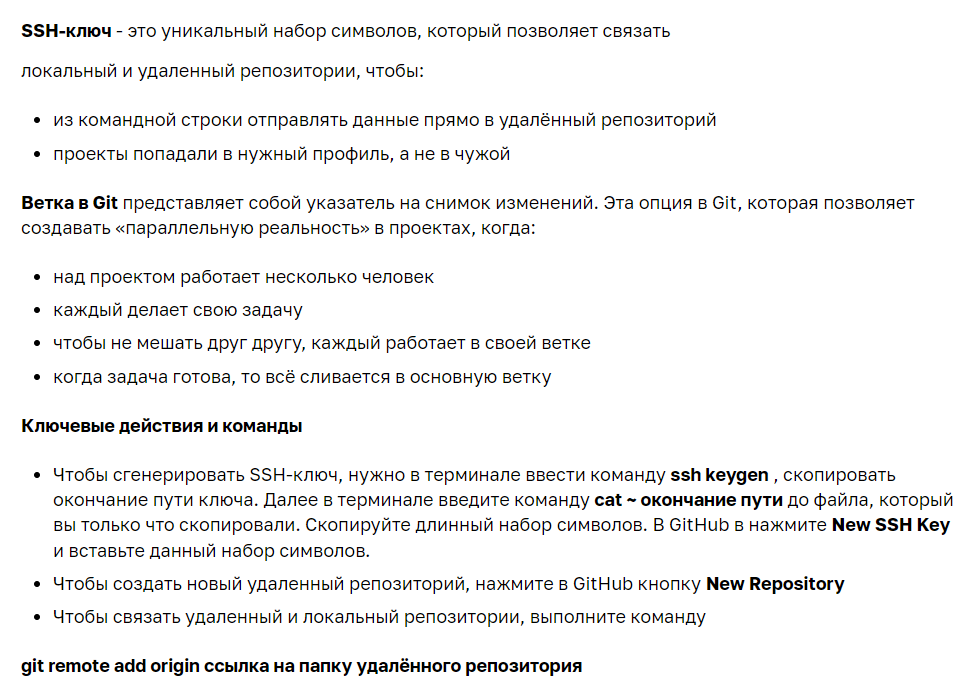 SSH-ключ - это уникальный набор символов, который позволяет связать
локальный и удаленный репозитории, чтобы:
• из командной строки отправлять данные прямо в удалённый репозиторий
• проекты попадали в нужный профиль, а не в чужой
Ветка в Git представляет собой указатель на снимок изменений. Эта опция в Git, которая позволяет
создавать «параллельную реальность» в проектах, когда:
• над проектом работает несколько человек
• каждый делает свою задачу
• чтобы не мешать друг другу, каждый работает в своей ветке
• когда задача готова, то всё сливается в основную ветку
Ключевые действия и команды
• Чтобы сгенерировать SSH-ключ, нужно в терминале ввести команду ssh keygen , скопировать
окончание пути ключа. Далее в терминале введите команду cat ~ окончание пути до файла, который
вы только что скопировали. Скопируйте длинный набор символов. В GitHub в нажмите New SSH Key
и вставьте данный набор символов.
• Чтобы создать новый удаленный репозиторий, нажмите в GitHub кнопку New Repository
• Чтобы связать удаленный и локальный репозитории, выполните команду
git remote add origin ссылка на папку удалённого репозитория